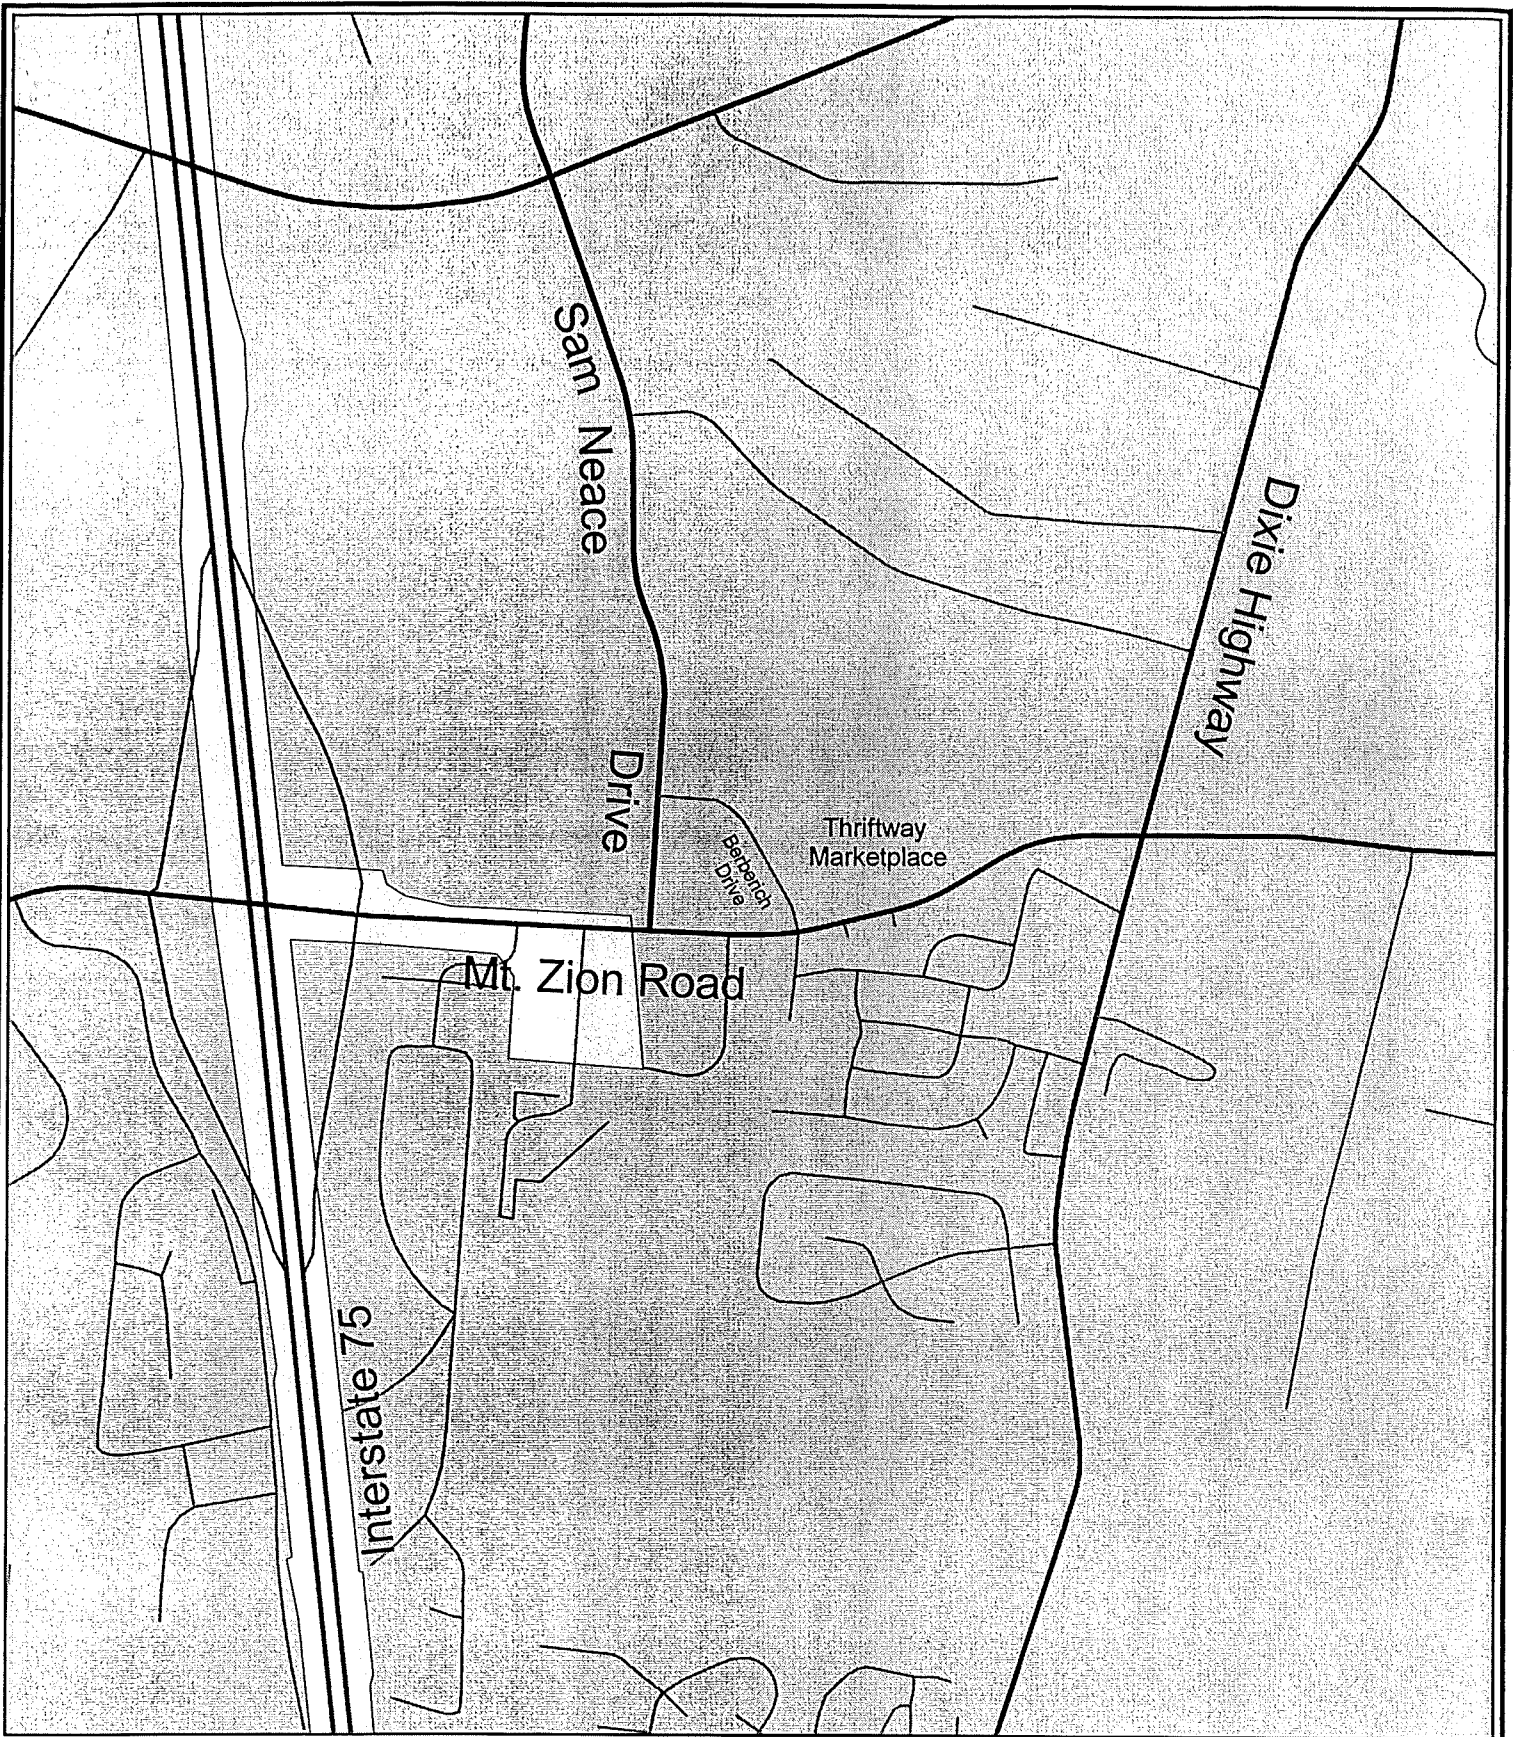 Sam Neace Drive
Dixie Highway
Thriftway
Marketplace
Berbench
Drive
Mt. Zion Road
Interstate 75